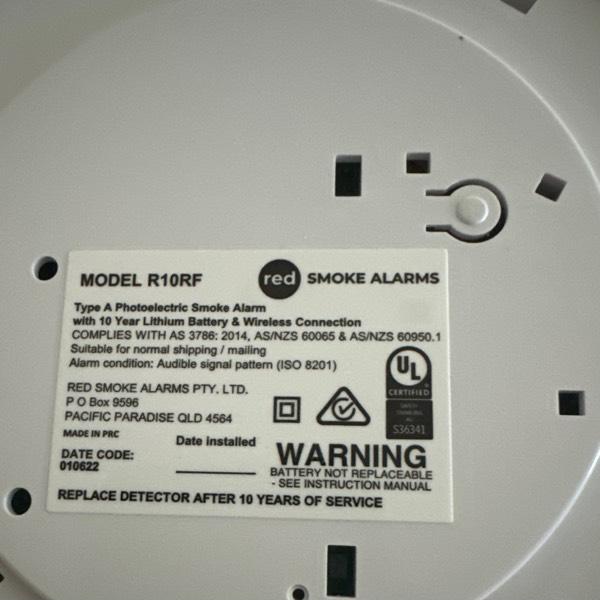 MODEL R10RF
red SMOKE ALARMS
Type A Photoelectric Smoke Alarm
with 10 Year Lithium Battery & Wireless Connection
COMPLIES WITH AS 3786: 2014, AS/NZS 60065 & AS/NZS 60950.1
Suitable for normal shipping / mailing
Alarm condition: Audible signal pattern (ISO 8201)
RED SMOKE ALARMS PTY. LTD.
P O Box 9596
PACIFIC PARADISE QLD 4564
MADE IN PRC
DATE CODE:
010622
Date installed
UL
CERTIFIED
S36341
WARNING
BATTERY NOT REPLACEABLE
- SEE INSTRUCTION MANUAL
REPLACE DETECTOR AFTER 10 YEARS OF SERVICE